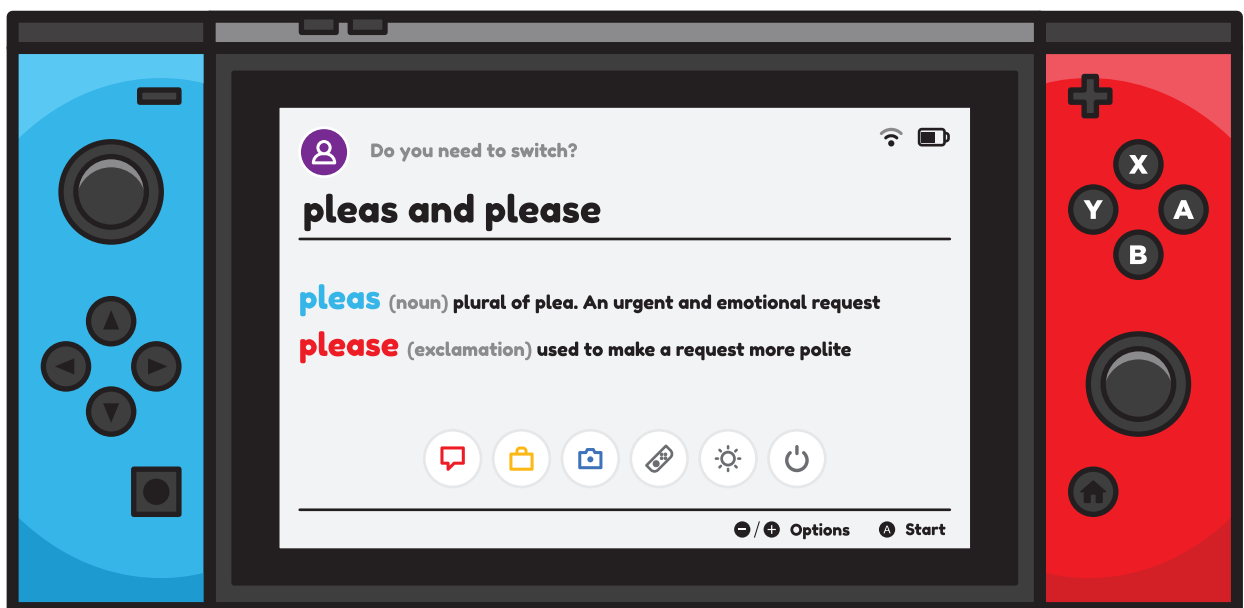 Do you need to switch?
pleas and please
pleas (noun) plural of plea. An urgent and emotional request
please (exclamation) used to make a request more polite
X
Y A
B
-/+ Options A Start